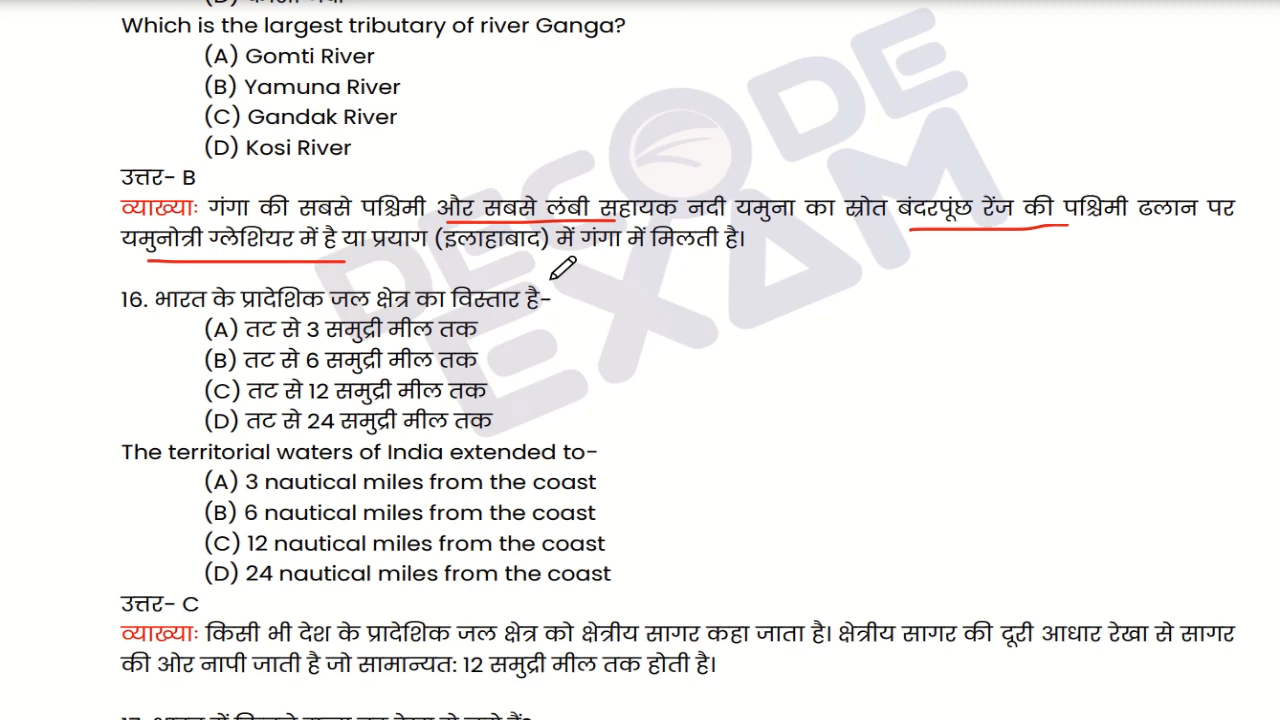 Which is the largest tributary of river Ganga?
(A) Gomti River
(B) Yamuna River
(C) Gandak River
(D) Kosi River
उत्तर- B
व्याख्याः गंगा की सबसे पश्चिमी और सबसे लंबी सहायक नदी यमुना का स्रोत बंदरपूंछ रेंज की पश्चिमी ढलान पर
यमुनोत्री ग्लेशियर में है या प्रयाग (इलाहाबाद) में गंगा में मिलती है।
16. भारत के प्रादेशिक जल क्षेत्र का विस्तार है-
(A) तट से 3 समुद्री मील तक
(B) तट से 6 समुद्री मील तक
(C) तट से 12 समुद्री मील तक
(D) तट से 24 समुद्री मील तक
The territorial waters of India extended to-
(A) 3 nautical miles from the coast
(B) 6 nautical miles from the coast
(C) 12 nautical miles from the coast
(D) 24 nautical miles from the coast
उत्तर- C
व्याख्याः किसी भी देश के प्रादेशिक जल क्षेत्र को क्षेत्रीय सागर कहा जाता है। क्षेत्रीय सागर की दूरी आधार रेखा से सागर
की ओर नापी जाती है जो सामान्यत: 12 समुद्री मील तक होती है।
DECODE
EXAM